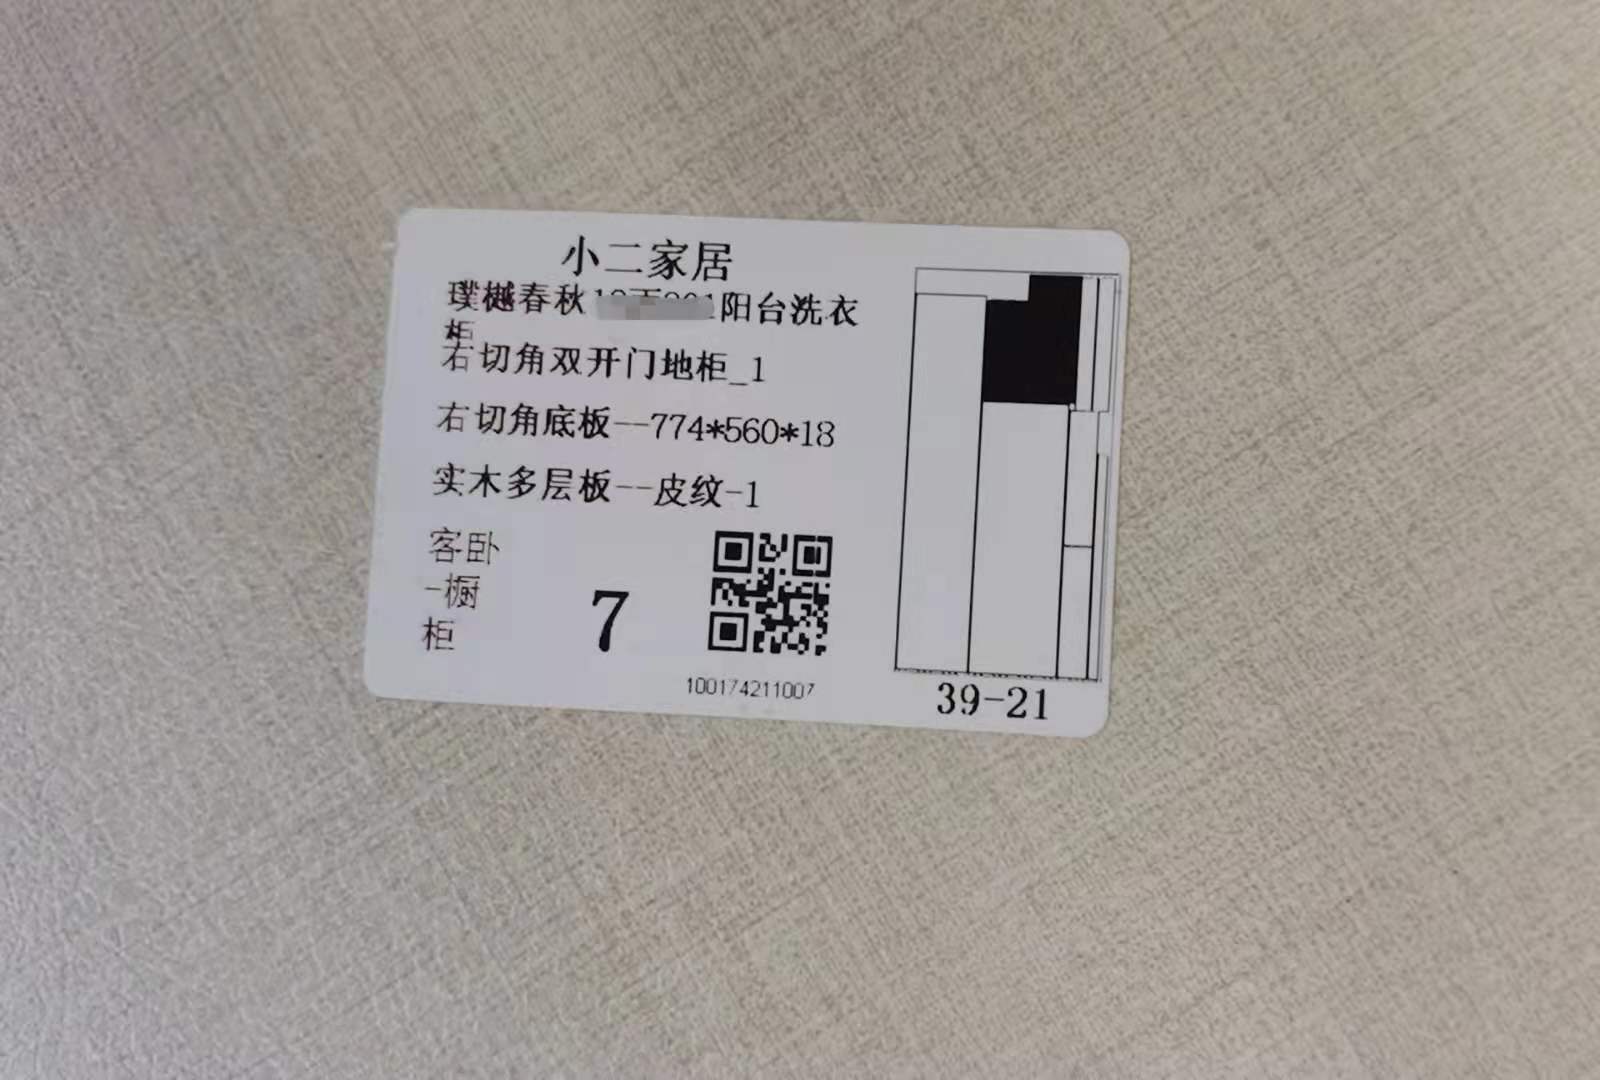 小二家居
璞樾春秋 阳台洗衣
柜
右切角双开门地柜_1
右切角底板--774*560*18
实木多层板--皮纹-1
客卧
-橱
柜
7
100174211007
39-21